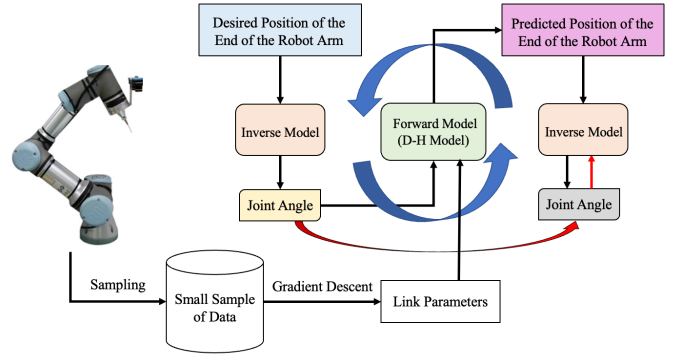 Desired Position of the
End of the Robot Arm
Predicted Position of the
End of the Robot Arm
Inverse Model
Forward Model
(D-H Model)
Inverse Model
Joint Angle
Joint Angle
Sampling
Small Sample
of Data
Gradient Descent
Link Parameters